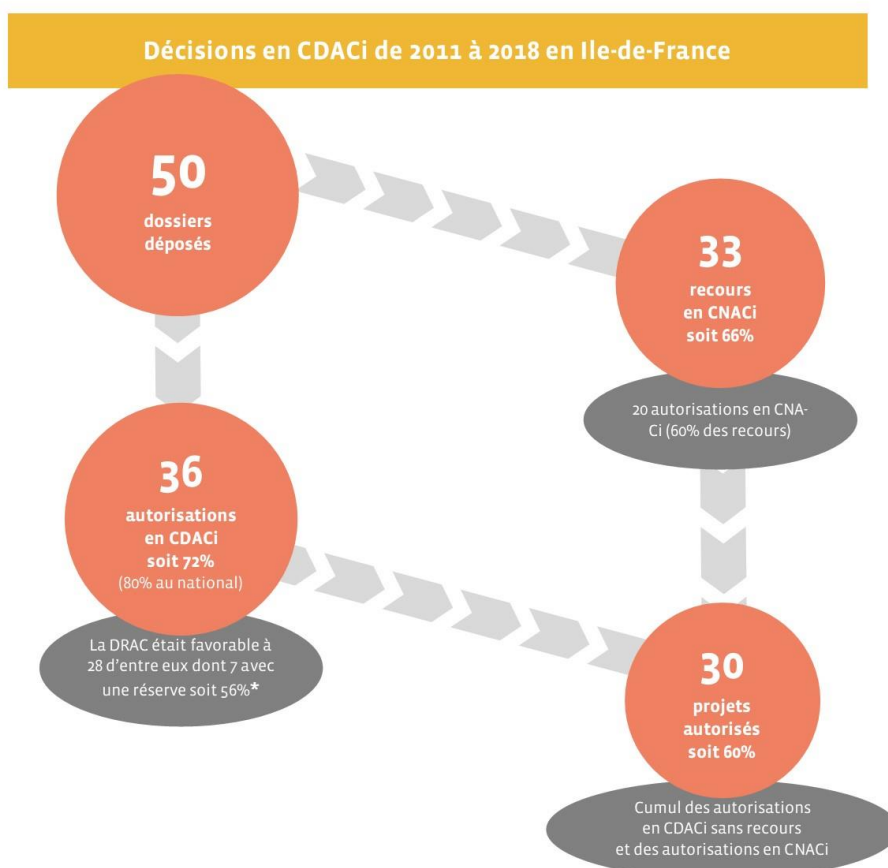 Décisions en CDACi de 2011 à 2018 en Ile-de-France
50
dossiers
déposés
33
recours
en CNACi
soit 66%
20 autorisations en CNA-
Ci (60% des recours)
36
autorisations
en CDACi
soit 72%
(80% au national)
La DRAC était favorable à
28 d'entre eux dont 7 avec
une réserve soit 56%*
30
projets
autorisés
soit 60%
Cumul des autorisations
en CDACi sans recours
et des autorisations en CNACi